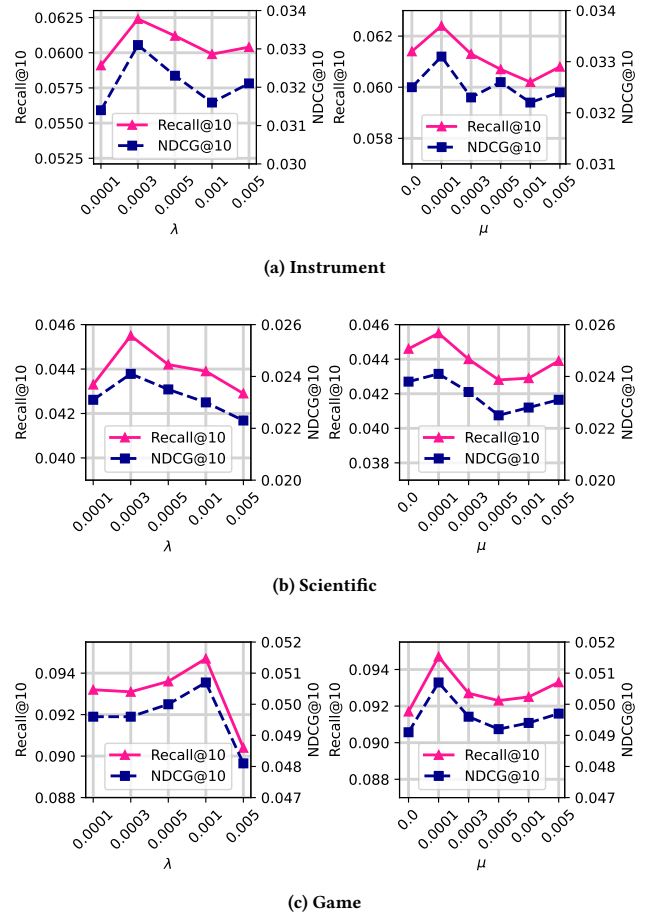 0.0625
0.0600
0.0575
0.0550
0.0525
Recall@10
0.034
0.033
0.032
0.031
0.030
NDCG@10
Recall@10
NDCG@10
0.0001
0.0003
0.0005
0.001
0.005
λ
0.062
0.060
0.058
Recall@10
0.034
0.033
0.032
0.031
NDCG@10
Recall@10
NDCG@10
0.0
0.0001
0.0003
0.0005
0.001
0.005
μ
(a) Instrument
0.046
0.044
0.042
0.040
Recall@10
0.026
0.024
0.022
0.020
NDCG@10
Recall@10
NDCG@10
0.0001
0.0003
0.0005
0.001
0.005
λ
0.046
0.044
0.042
0.040
0.038
Recall@10
0.026
0.024
0.022
0.020
NDCG@10
Recall@10
NDCG@10
0.0
0.0001
0.0003
0.0005
0.001
0.005
μ
(b) Scientific
0.094
0.092
0.090
0.088
Recall@10
0.052
0.051
0.050
0.049
0.048
0.047
NDCG@10
Recall@10
NDCG@10
0.0001
0.0003
0.0005
0.001
0.005
λ
0.094
0.092
0.090
0.088
Recall@10
0.052
0.051
0.050
0.049
0.048
0.047
NDCG@10
Recall@10
NDCG@10
0.0
0.0001
0.0003
0.0005
0.001
0.005
μ
(c) Game